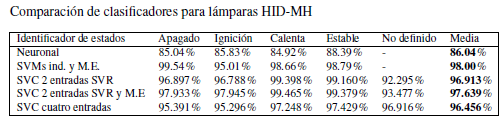 Comparación de clasificadores para lámparas HID-MH
Identificador de estados Apagado Ignición Calenta Estable No definido Media
Neuronal 85.04% 85.83% 84.92% 88.39% - 86.04%
SVMs ind. y M.E. 99.54% 95.01% 98.66% 98.79% - 98.00%
SVC 2 entradas SVR 96.897% 96.788% 99.398% 99.160% 92.295% 96.913%
SVC 2 entradas SVR y M.E 97.933% 97.945% 99.465% 99.379% 93.477% 97.639%
SVC cuatro entradas 95.391% 95.296% 97.248% 97.429% 96.916% 96.456%